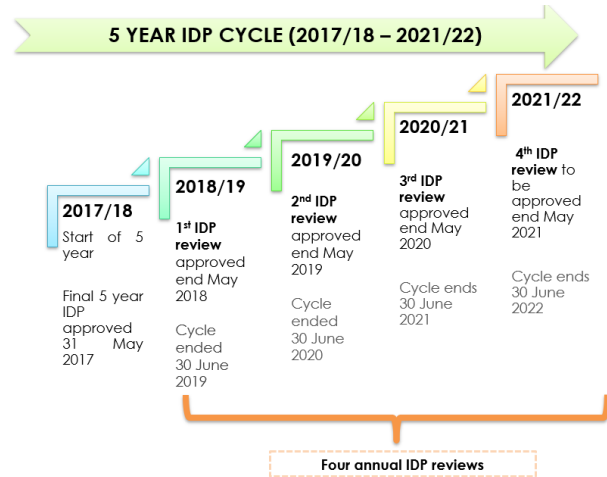 5 YEAR IDP CYCLE (2017/18 – 2021/22)
2017/18
Start of 5
year
Final 5 year
IDP
approved
31 May
2017
2018/19
1st IDP
review
approved
end May
2018
Cycle
ended
30 June
2019
2019/20
2nd IDP
review
approved
end May
2019
Cycle
ended
30 June
2020
2020/21
3rd IDP
review
approved
end May
2020
Cycle ends
30 June
2021
2021/22
4th IDP
review to
be
approved
end May
2021
Cycle ends
30 June
2022
Four annual IDP reviews